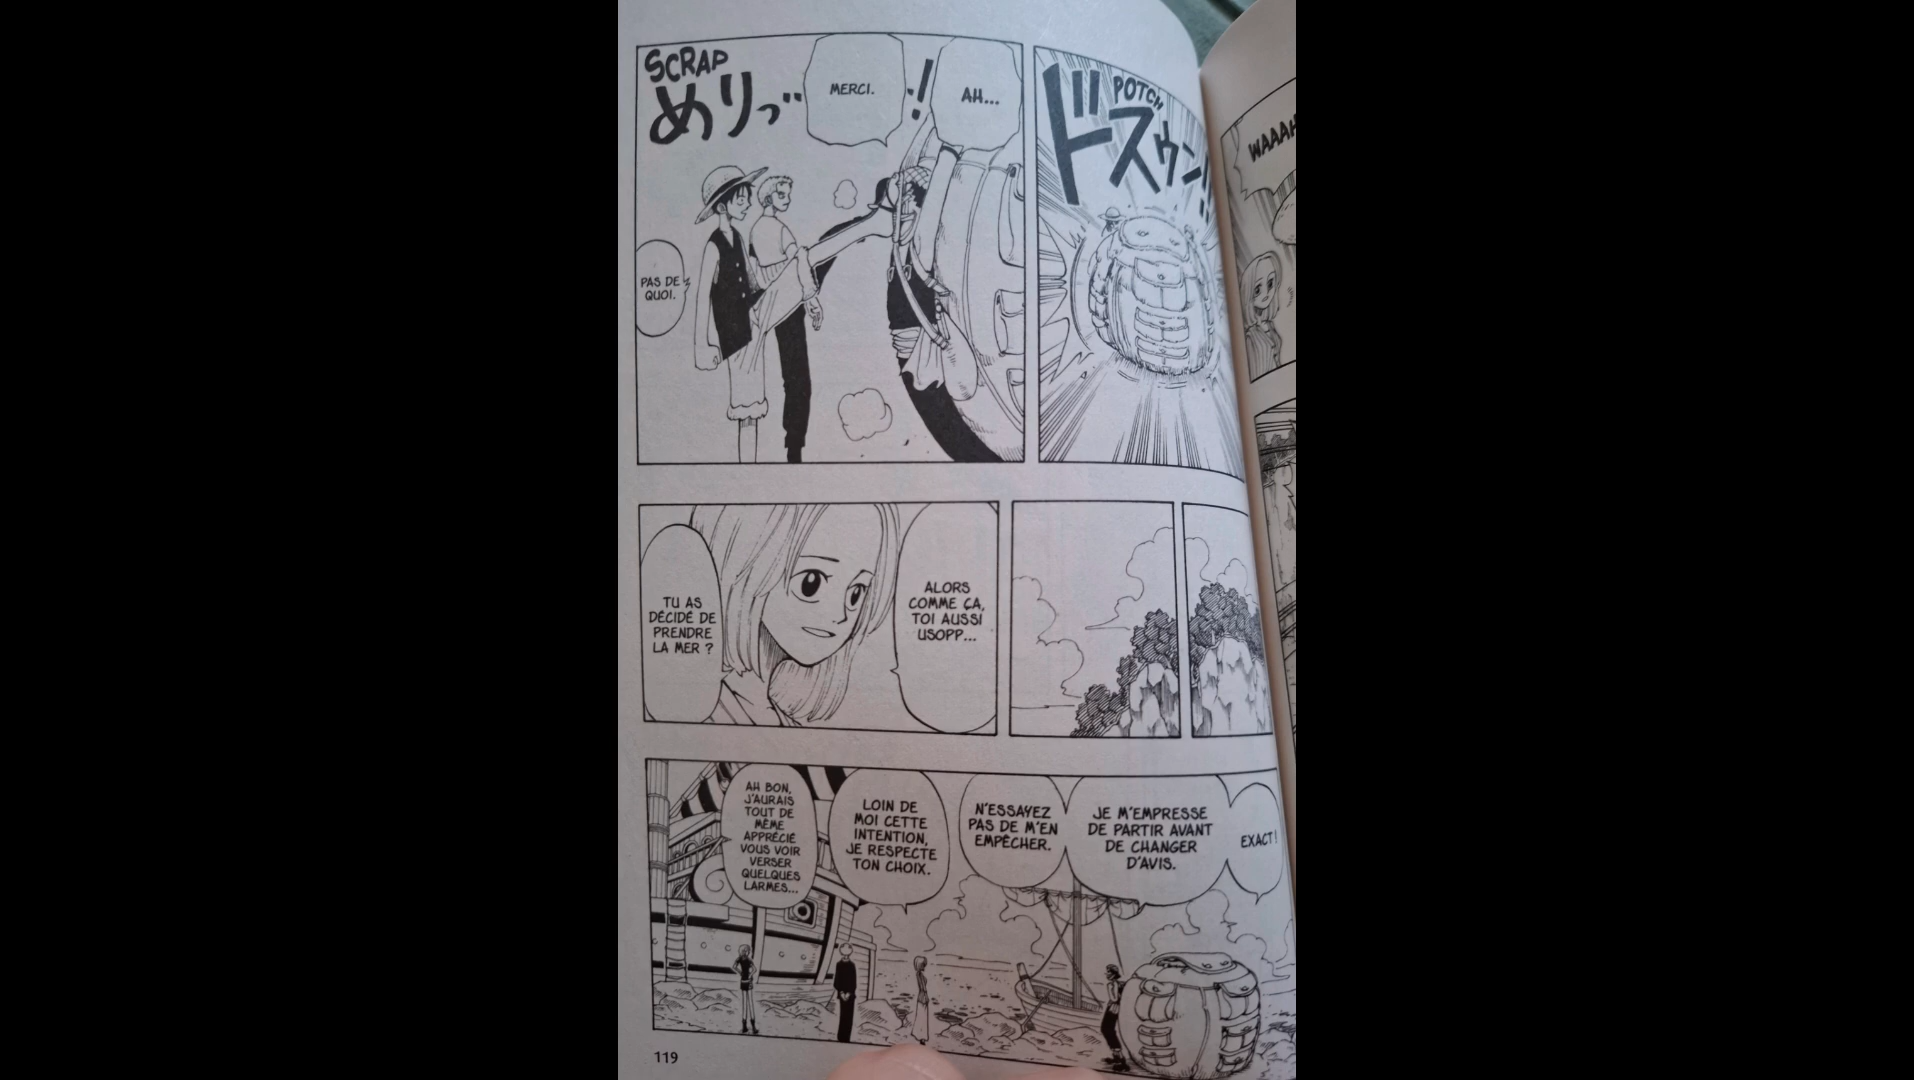 POTCH
ドスゥン!!
AH...
!
MERCI.
SCRAP
めりっ
PAS DE
QUOI.
ALORS
COMME ÇA,
TOI AUSSI
USOPP...
TU AS
DÉCIDÉ DE
PRENDRE
LA MER ?
EXACT!
JE M'EMPRESSE
DE PARTIR AVANT
DE CHANGER
D'AVIS.
N'ESSAYEZ
PAS DE M'EN
EMPÊCHER.
LOIN DE
MOI CETTE
INTENTION,
JE RESPECTE
TON CHOIX.
AH BON,
J'AURAIS
TOUT DE
MÊME
APPRÉCIÉ
VOUS VOIR
VERSER
QUELQUES
LARMES...
119